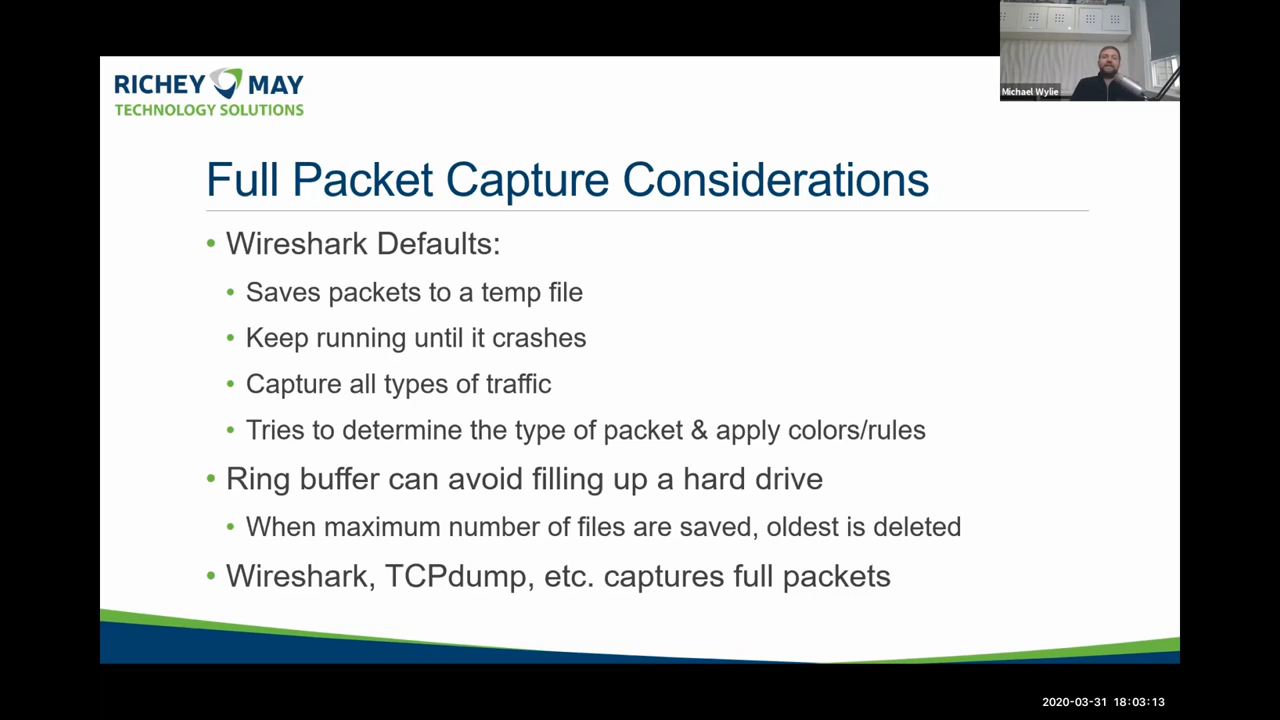 RICHEY MAY
TECHNOLOGY SOLUTIONS
Michael Wylie
Full Packet Capture Considerations
• Wireshark Defaults:
• Saves packets to a temp file
• Keep running until it crashes
• Capture all types of traffic
• Tries to determine the type of packet & apply colors/rules
• Ring buffer can avoid filling up a hard drive
• When maximum number of files are saved, oldest is deleted
• Wireshark, TCPdump, etc. captures full packets
2020-03-31 18:03:13